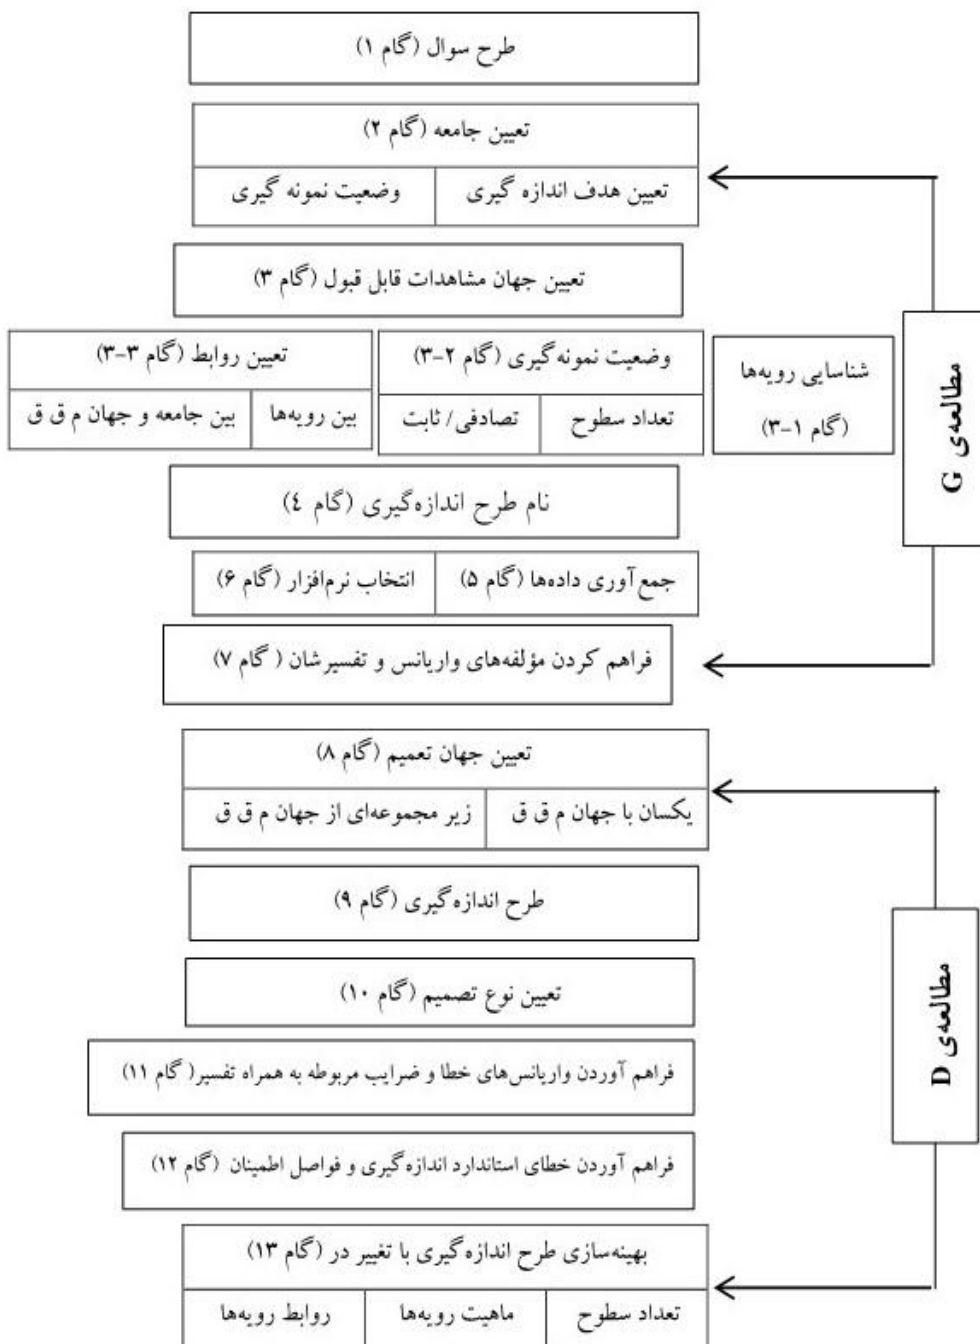 طرح سوال (گام ۱)
تعیین جامعه (گام ۲)
تعیین هدف اندازه گیری
وضعیت نمونه گیری
تعیین جهان مشاهدات قابل قبول (گام ۳)
شناسایی رویه‌ها
(گام ۱-۳)
وضعیت نمونه‌گیری (گام ۲-۳)
تعداد سطوح
تصادفی/ ثابت
تعیین روابط (گام ۳-۳)
بین رویه‌ها
بین جامعه و جهان م ق ق
نام طرح اندازه‌گیری (گام ٤)
جمع آوری داده‌ها (گام ۵)
انتخاب نرم‌افزار (گام ۶)
فراهم کردن مؤلفه‌های واریانس و تفسیرشان ( گام ۷)
مطالعه‌ی G
تعیین جهان تعمیم (گام ۸)
یکسان با جهان م ق ق
زیر مجموعه‌ای از جهان م ق ق
طرح اندازه‌گیری (گام ۹)
تعیین نوع تصمیم (گام ۱۰)
فراهم آوردن واریانس‌های خطا و ضرایب مربوطه به همراه تفسیر( گام ۱۱)
فراهم آوردن خطای استاندارد اندازه‌گیری و فواصل اطمینان (گام ۱۲)
بهینه‌سازی طرح اندازه‌گیری با تغییر در (گام ۱۳)
تعداد سطوح
ماهیت رویه‌ها
روابط رویه‌ها
مطالعه‌ی D